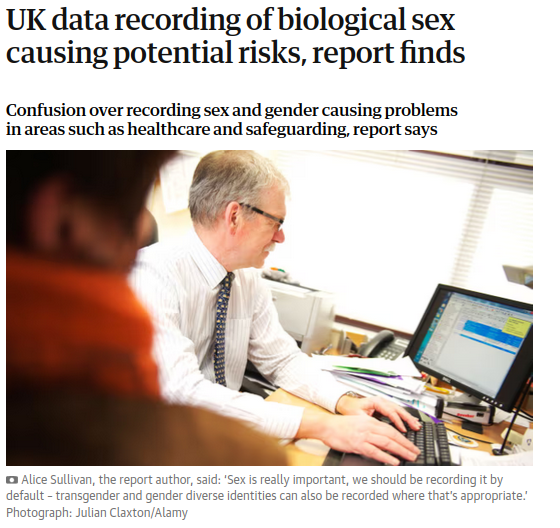 UK data recording of biological sex
causing potential risks, report finds
Confusion over recording sex and gender causing problems
in areas such as healthcare and safeguarding, report says
Alice Sullivan, the report author, said: 'Sex is really important, we should be recording it by
default – transgender and gender diverse identities can also be recorded where that's appropriate.'
Photograph: Julian Claxton/Alamy